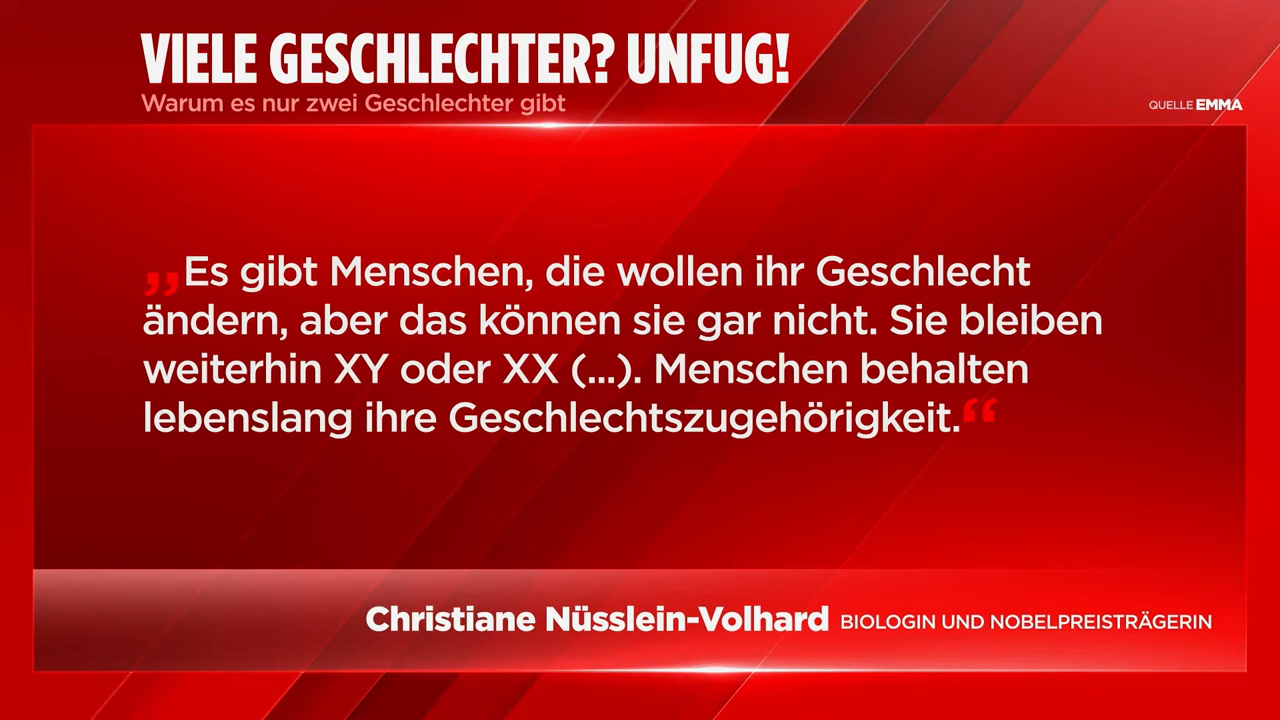 VIELE GESCHLECHTER? UNFUG!
Warum es nur zwei Geschlechter gibt
QUELLE EMMA
„Es gibt Menschen, die wollen ihr Geschlecht
ändern, aber das können sie gar nicht. Sie bleiben
weiterhin XY oder XX (...). Menschen behalten
lebenslang ihre Geschlechtszugehörigkeit.“
Christiane Nüsslein-Volhard BIOLOGIN UND NOBELPREISTRÄGERIN